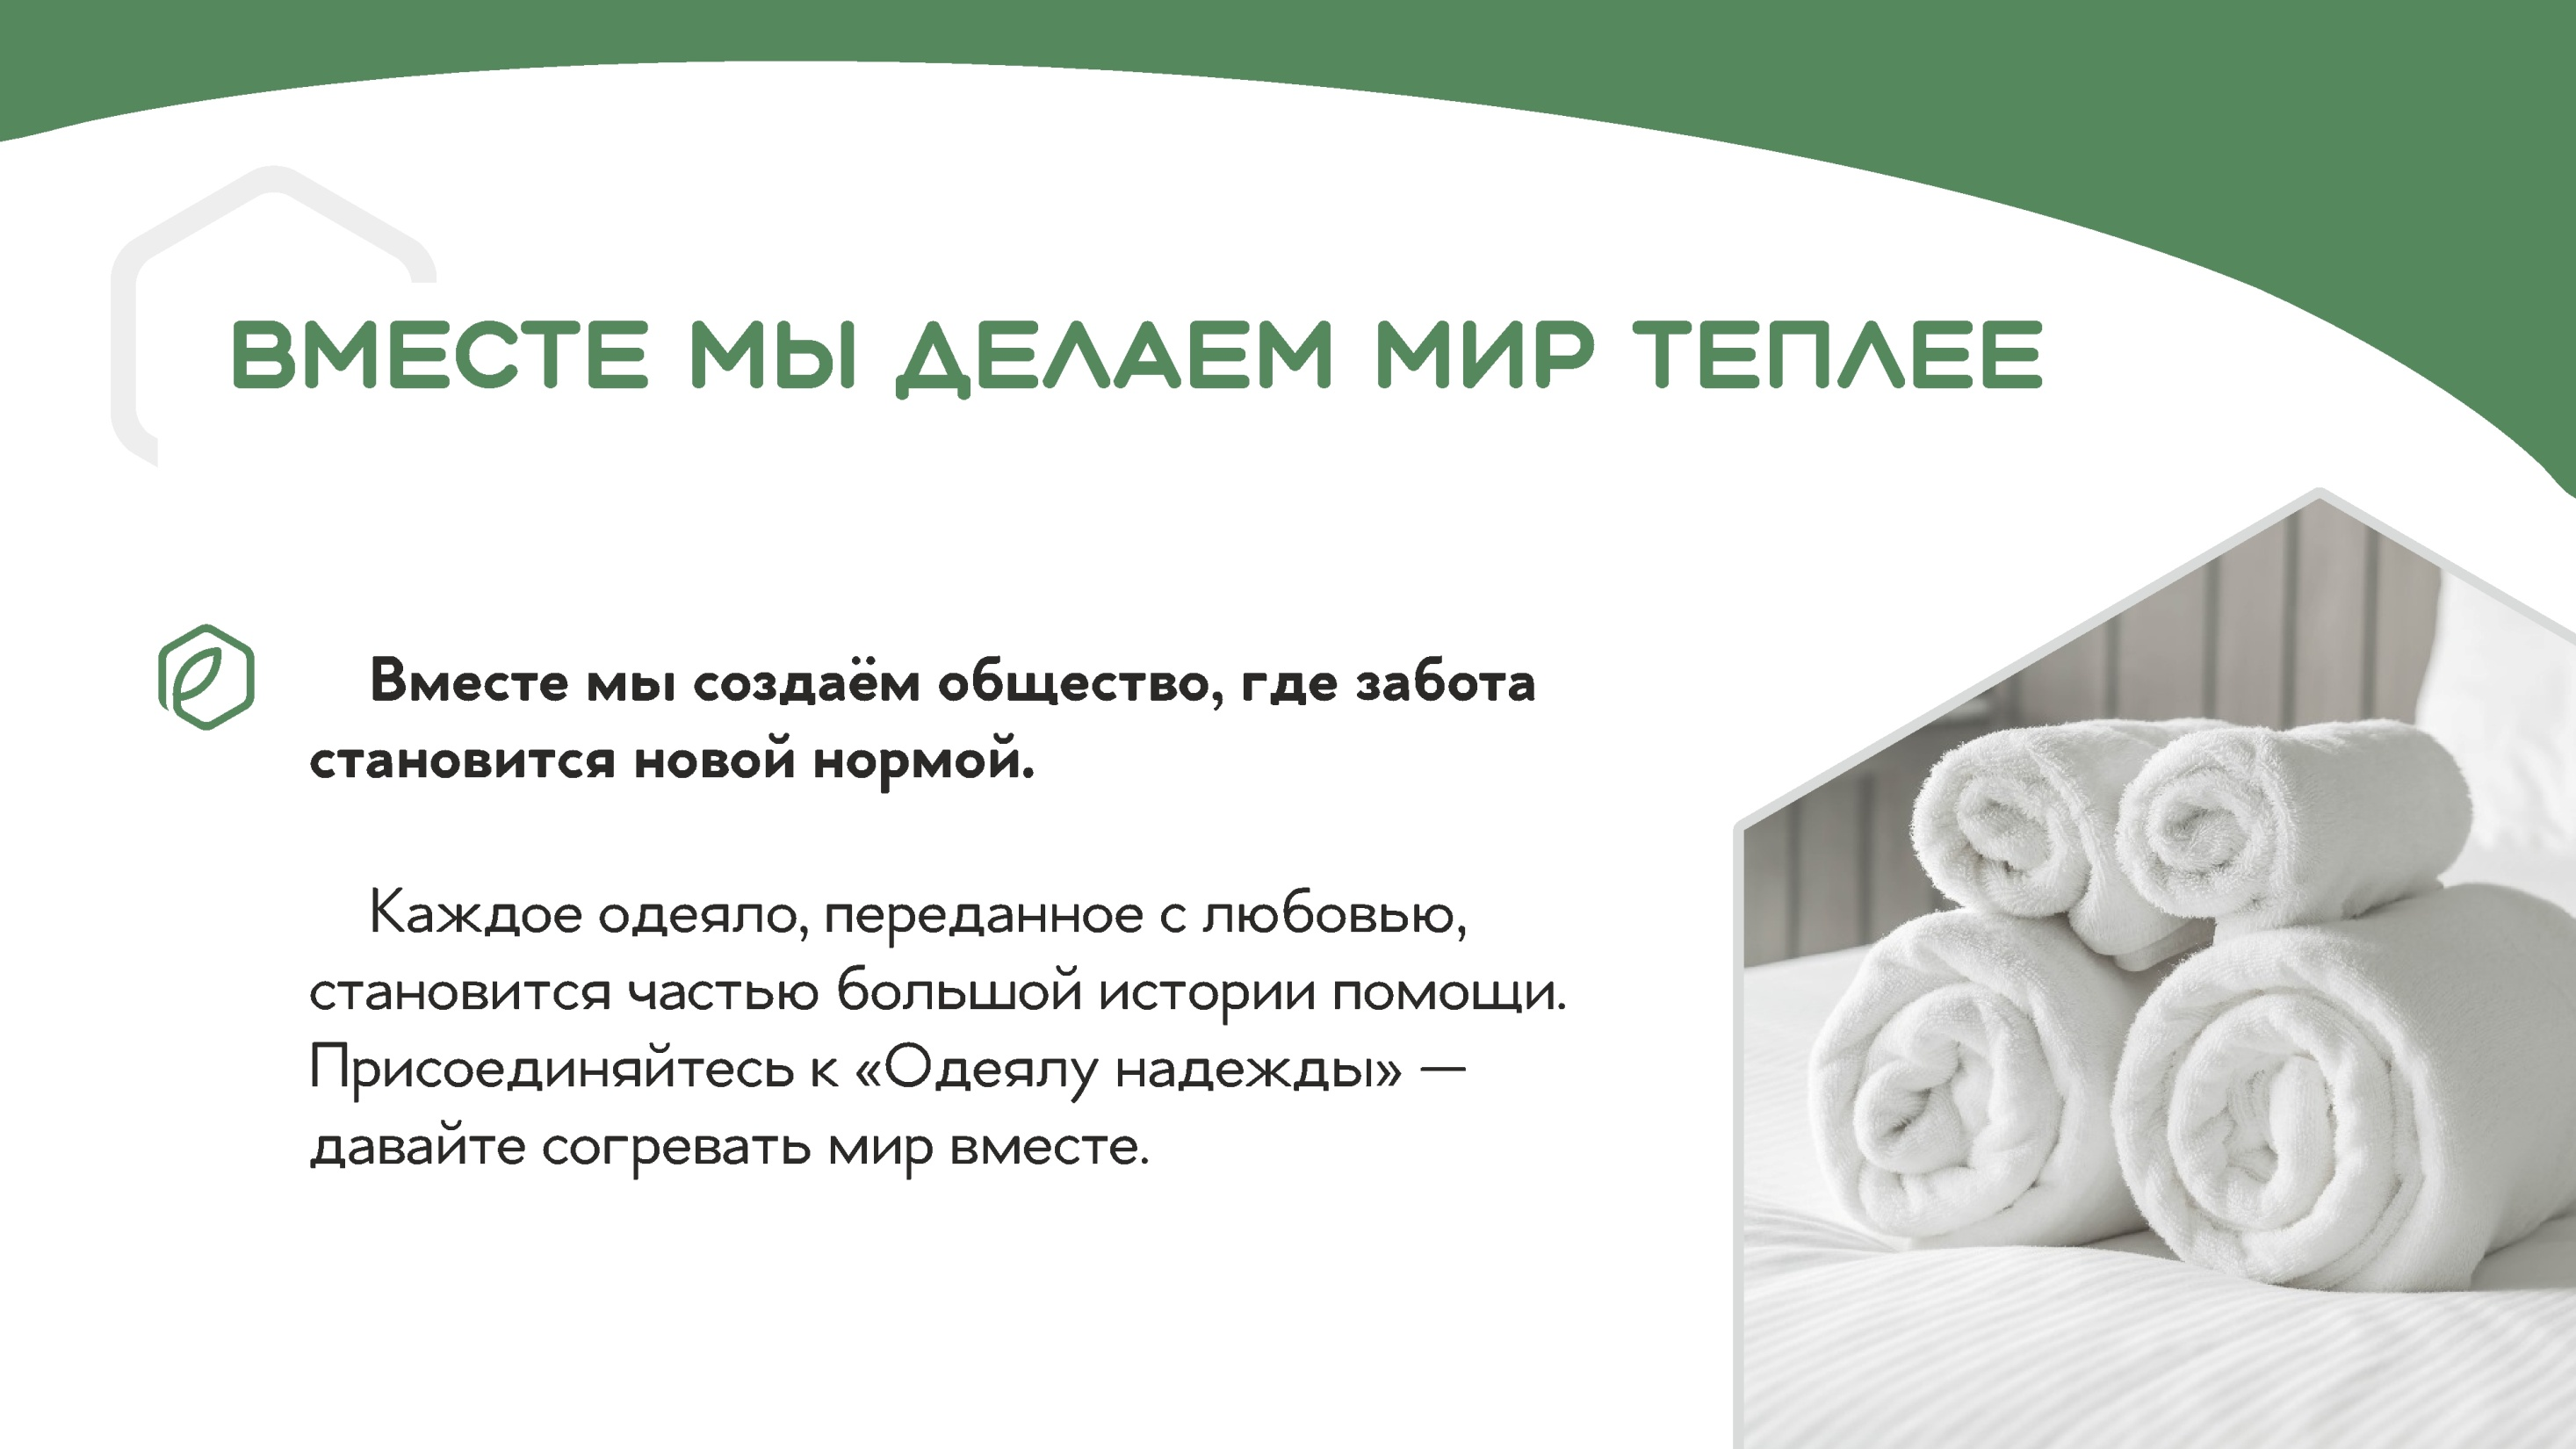 ВМЕСТЕ МЫ ДЕЛАЕМ МИР ТЕПЛЕЕ
Вместе мы создаём общество, где забота
становится новой нормой.
Каждое одеяло, переданное с любовью,
становится частью большой истории помощи.
Присоединяйтесь к «Одеялу надежды» —
давайте согревать мир вместе.